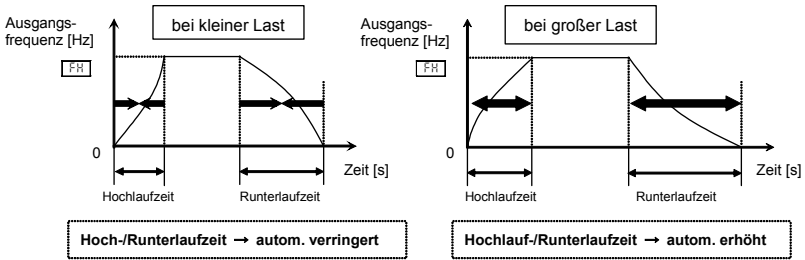 Ausgangs-
frequenz [Hz]
bei kleiner Last
FH
0
Zeit [s]
Hochlaufzeit
Runterlaufzeit
Hoch-/Runterlaufzeit → autom. verringert
Ausgangs-
frequenz [Hz]
bei großer Last
FH
0
Zeit [s]
Hochlaufzeit
Runterlaufzeit
Hochlauf-/Runterlaufzeit → autom. erhöht